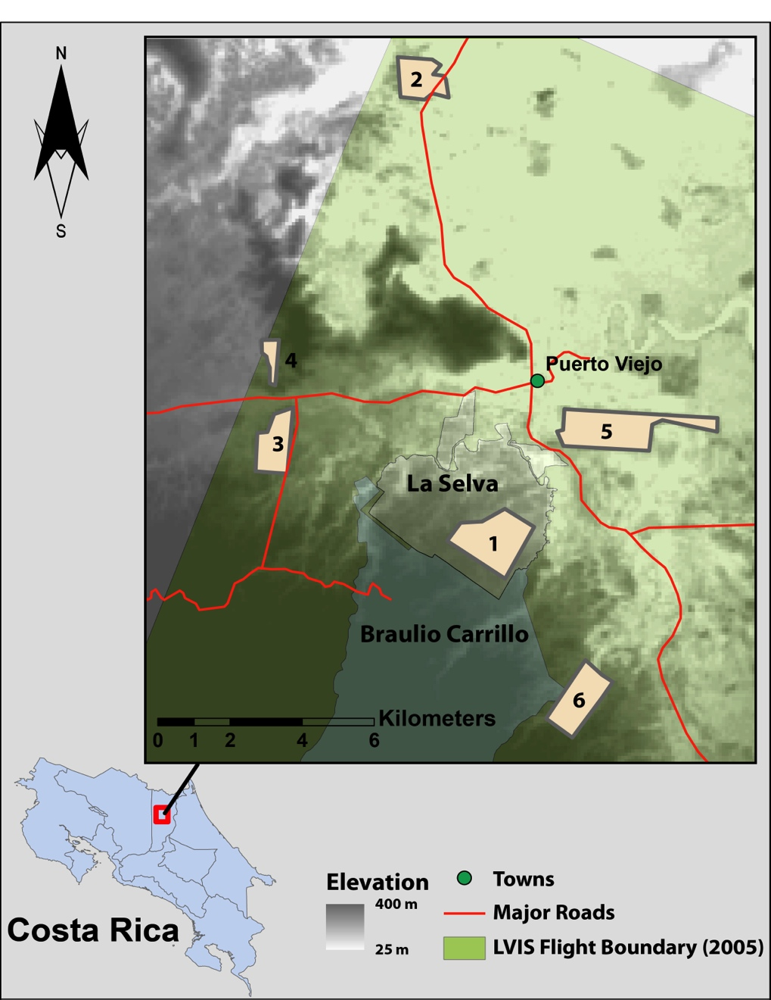 N
S
2
4
Puerto Viejo
5
3
La Selva
1
Braulio Carrillo
6
Kilometers
0 1 2 4 6
Costa Rica
Elevation
400 m
25 m
Towns
Major Roads
LVIS Flight Boundary (2005)